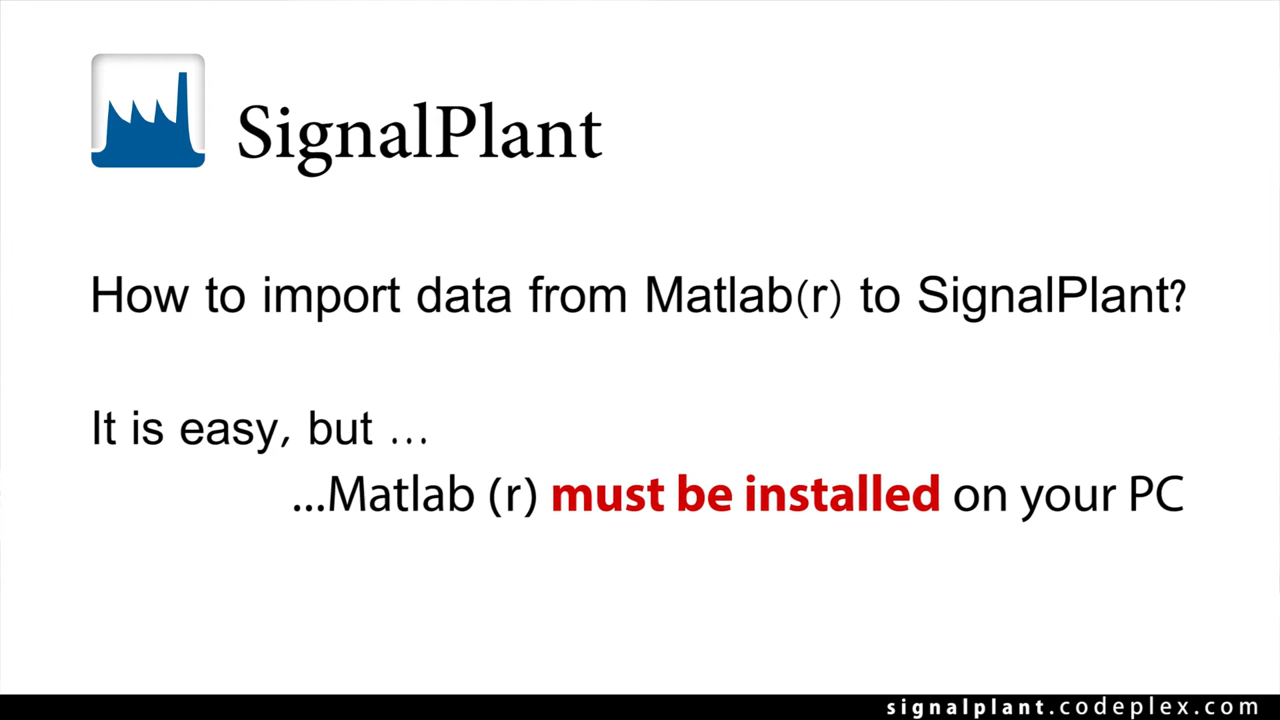 SignalPlant
How to import data from Matlab(r) to SignalPlant?
It is easy, but ...
...Matlab (r) must be installed on your PC
signalplant.codeplex.com